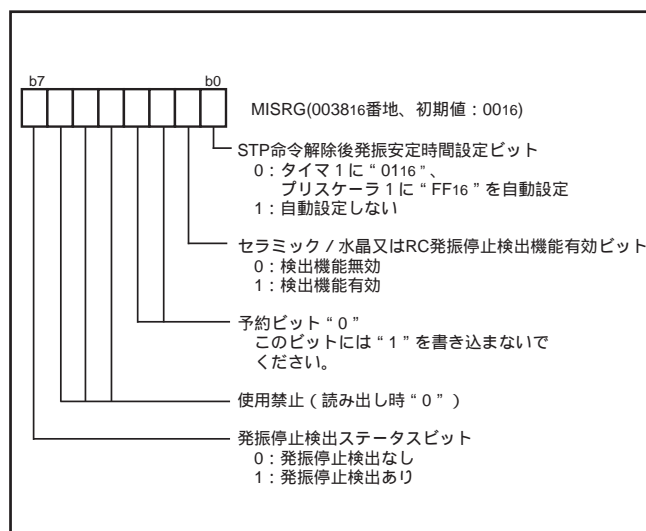 b7 b0
MISRG(003816番地、初期値：0016)
STP命令解除後発振安定時間設定ビット
0：タイマ1に“0116”、
プリスケーラ1に“FF16”を自動設定
1：自動設定しない
セラミック／水晶又はRC発振停止検出機能有効ビット
0：検出機能無効
1：検出機能有効
予約ビット“0”
このビットには“1”を書き込まないで
ください。
使用禁止（読み出し時“0”）
発振停止検出ステータスビット
0：発振停止検出なし
1：発振停止検出あり